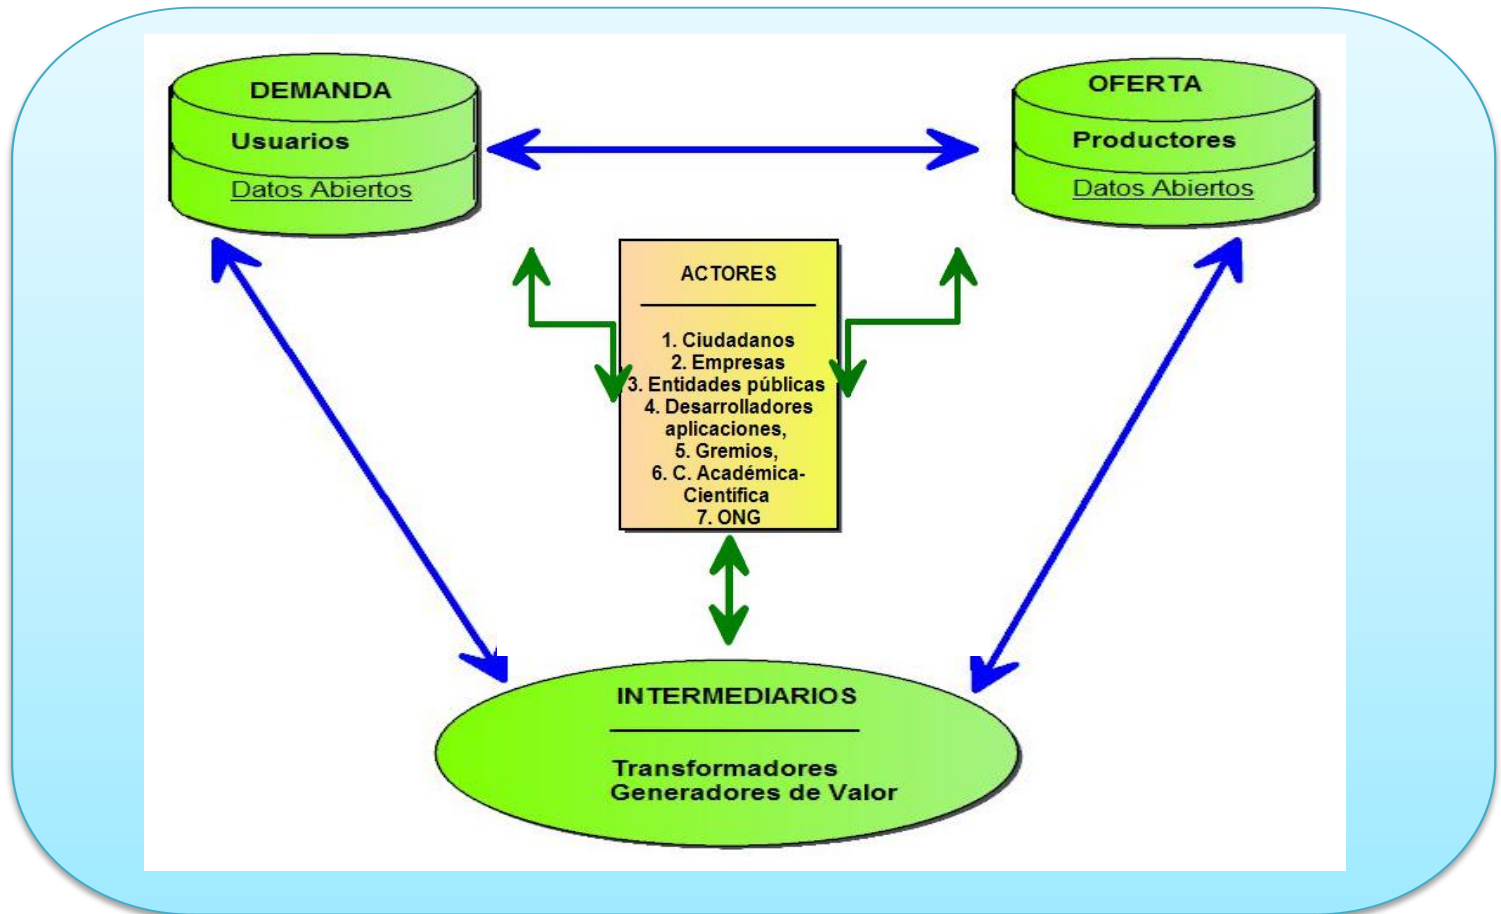 DEMANDA
Usuarios
Datos Abiertos
OFERTA
Productores
Datos Abiertos
ACTORES
1. Ciudadanos
2. Empresas
3. Entidades públicas
4. Desarrolladores
aplicaciones,
5. Gremios,
6. C. Académica-
Científica
7. ONG
INTERMEDIARIOS
Transformadores
Generadores de Valor